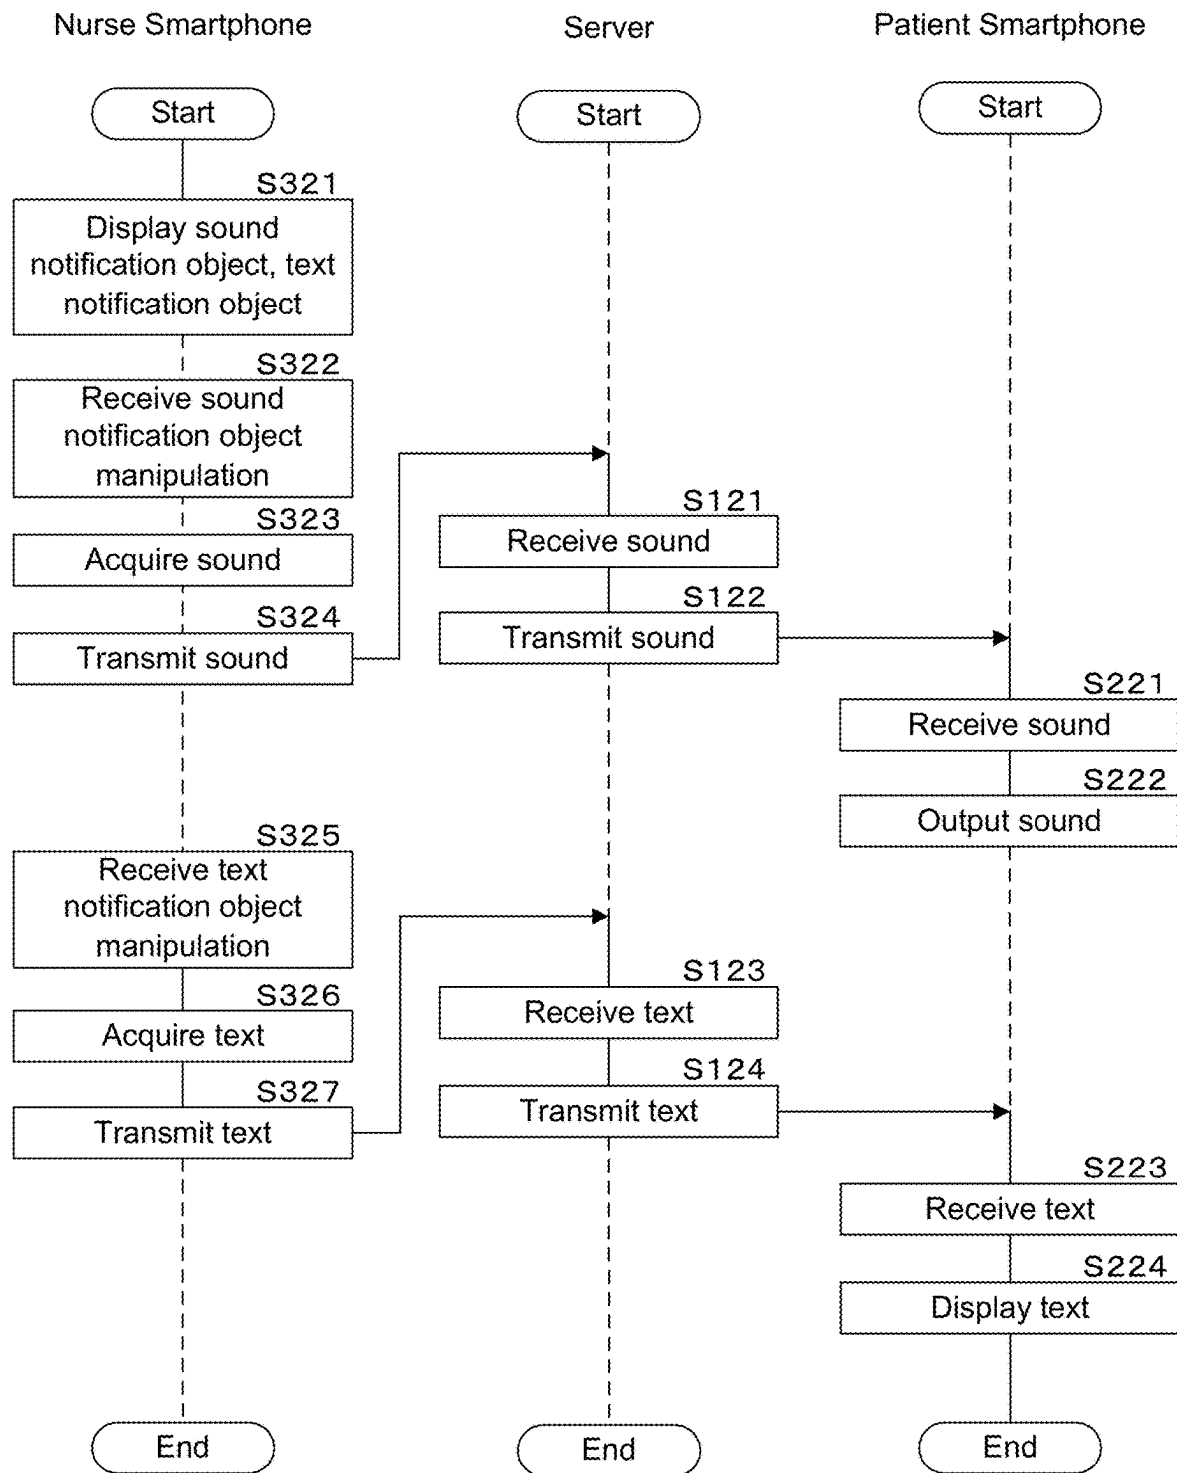 Nurse Smartphone
Server
Patient Smartphone
Start
Start
Start
S321
Display sound
notification object, text
notification object
S322
Receive sound
notification object
manipulation
S323
Acquire sound
S324
Transmit sound
S121
Receive sound
S122
Transmit sound
S221
Receive sound
S222
Output sound
S325
Receive text
notification object
manipulation
S326
Acquire text
S327
Transmit text
S123
Receive text
S124
Transmit text
S223
Receive text
S224
Display text
End
End
End